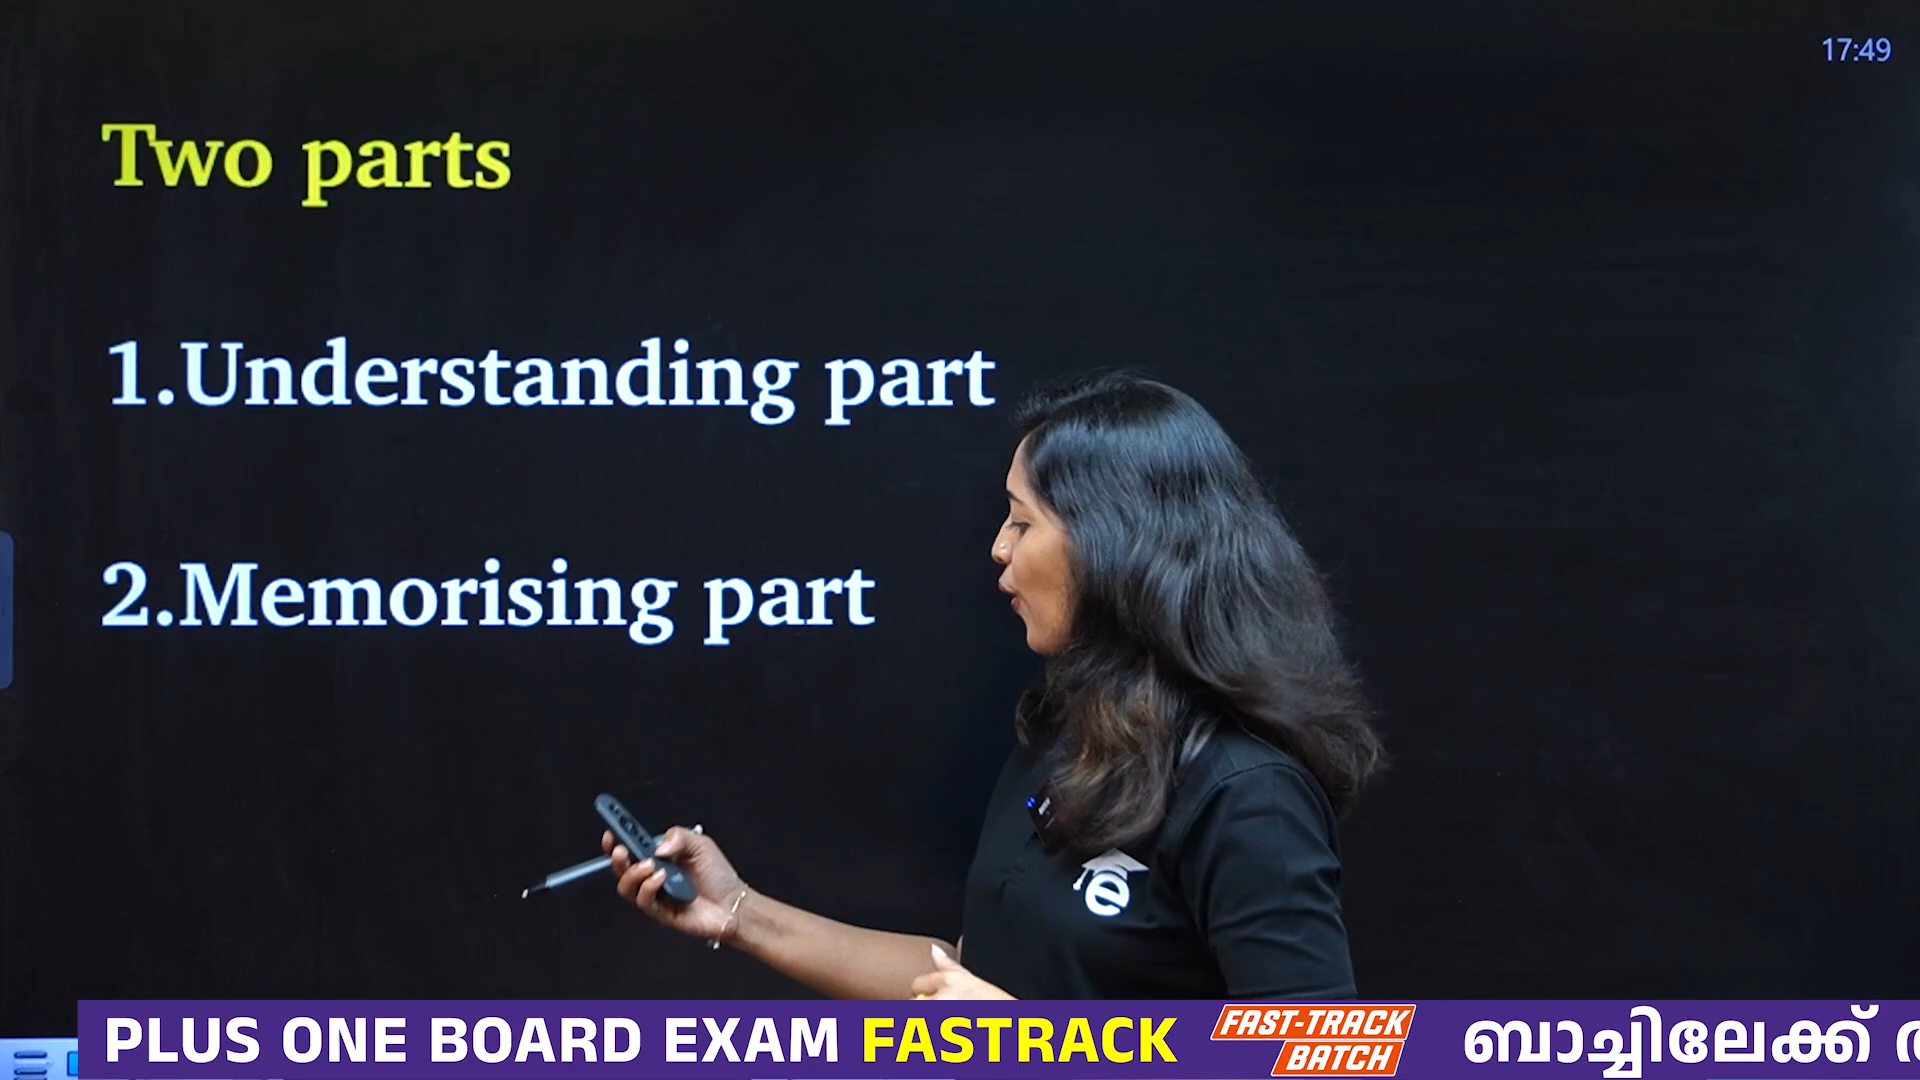 17:49
Two parts
1.Understanding part
2.Memorising part
e
PLUS ONE BOARD EXAM FASTRACK
FAST-TRACK
BATCH
ബാച്ചിലേക്ക്